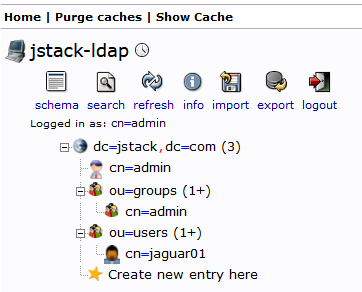 Home | Purge caches | Show Cache
jstack-ldap
schema search refresh info import export logout
Logged in as: cn=admin
dc=jstack,dc=com (3)
cn=admin
ou=groups (1+)
cn=admin
ou=users (1+)
cn=jaguar01
Create new entry here